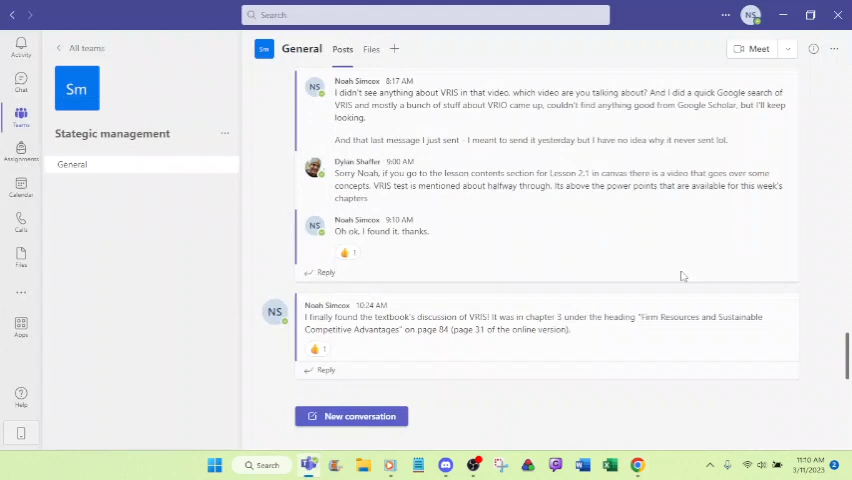 Search
NS
Activity
Chat
Teams
Assignments
Calendar
Calls
Files
Apps
Help
All teams
Sm
Stategic management
General
Sm
General
Posts
Files
Meet
NS
Noah Simcox 8:17 AM
I didn't see anything about VRIS in that video, which video are you talking about? And I did a quick Google search of
VRIS and mostly a bunch of stuff about VRIO came up, couldn't find anything good from Google Scholar, but I'll keep
looking.
And that last message I just sent - I meant to send it yesterday but I have no idea why it never sent lol.
Dylan Shaffer 9:00 AM
Sorry Noah, if you go to the lesson contents section for Lesson 2.1 in canvas there is a video that goes over some
concepts. VRIS test is mentioned about halfway through. Its above the power points that are available for this week's
chapters
NS
Noah Simcox 9:10 AM
Oh ok, I found it, thanks.
1
Reply
NS
Noah Simcox 10:24 AM
I finally found the textbook's discussion of VRIS! It was in chapter 3 under the heading "Firm Resources and Sustainable
Competitive Advantages" on page 84 (page 31 of the online version).
1
Reply
New conversation
Search
11:10 AM
3/11/2023
2